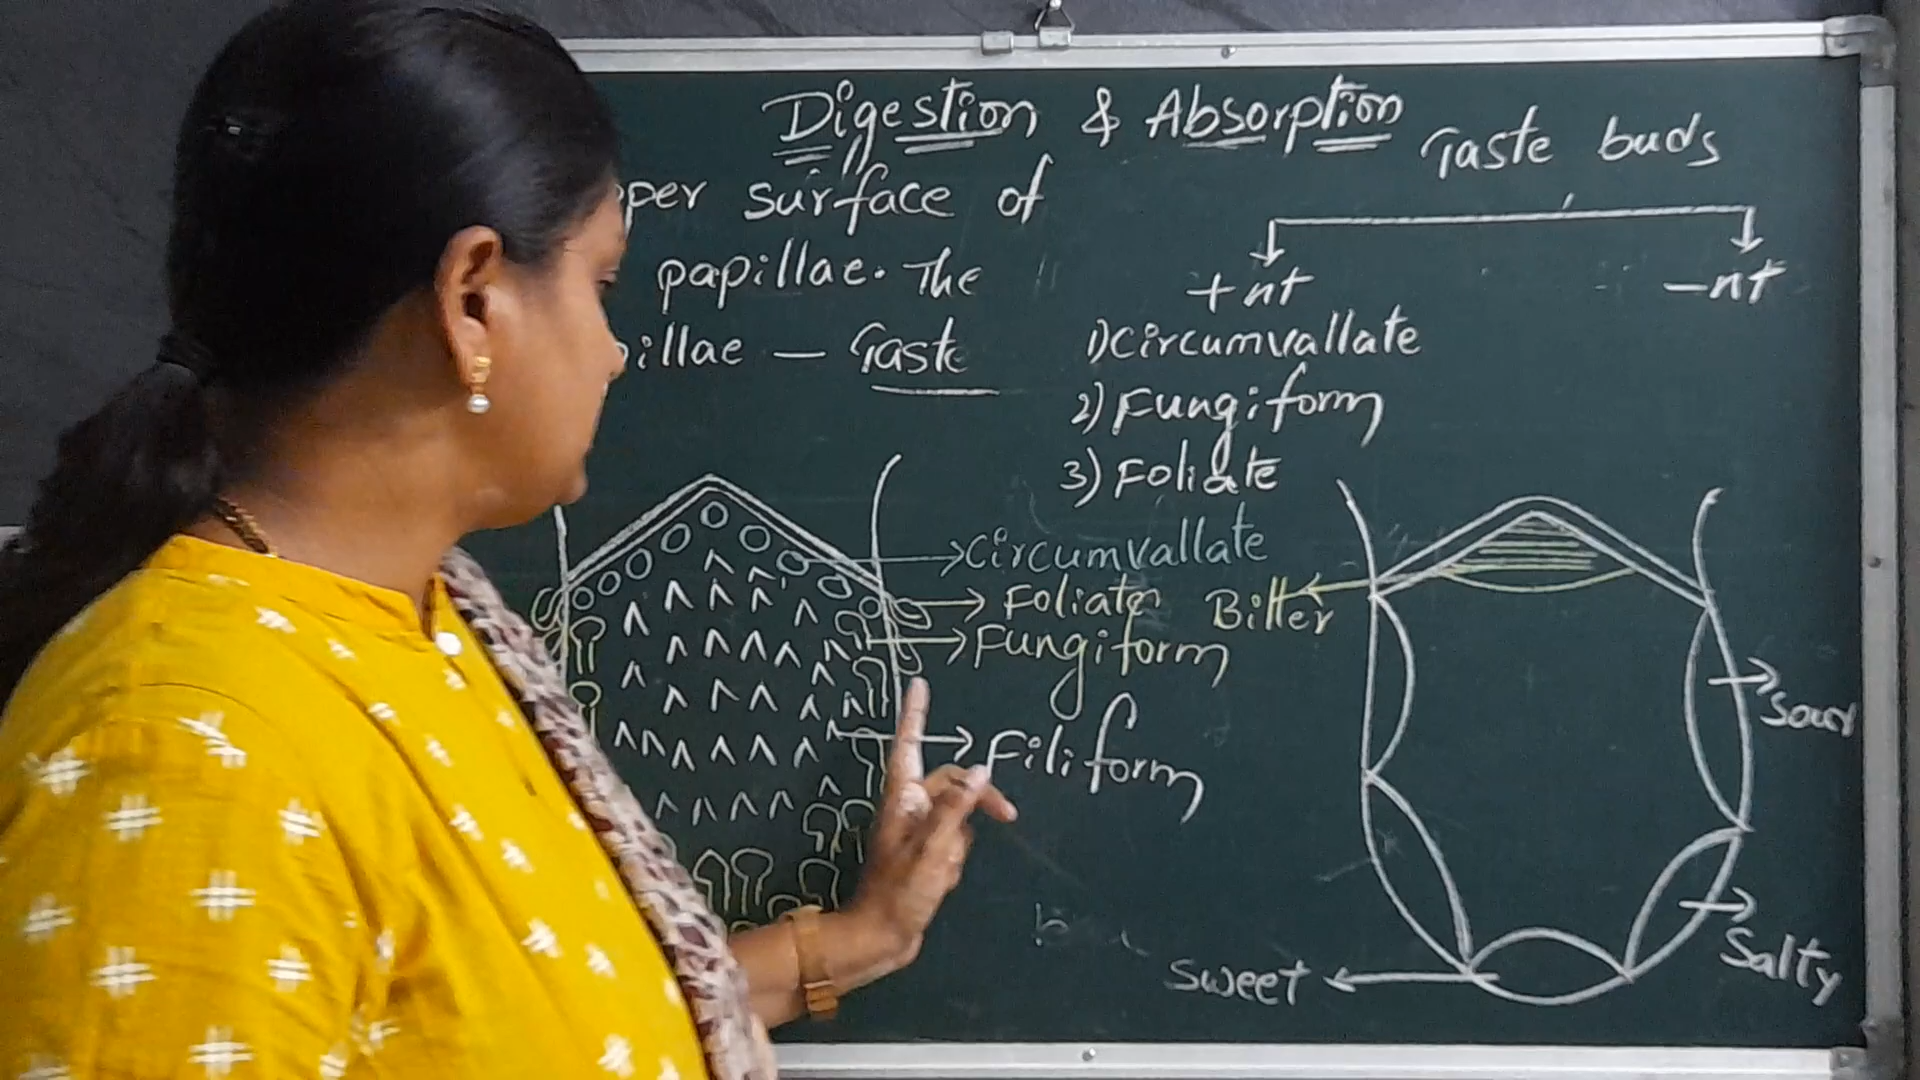 Digestion & Absorption
surface of
papillae. The
illae — Taste
Taste buds
+nt
-nt
1) Circumvallate
2) Fungiform
3) Foliate
Circumvallate
Foliate
Fungiform
Filiform
Bitter
Sour
Salty
Sweet